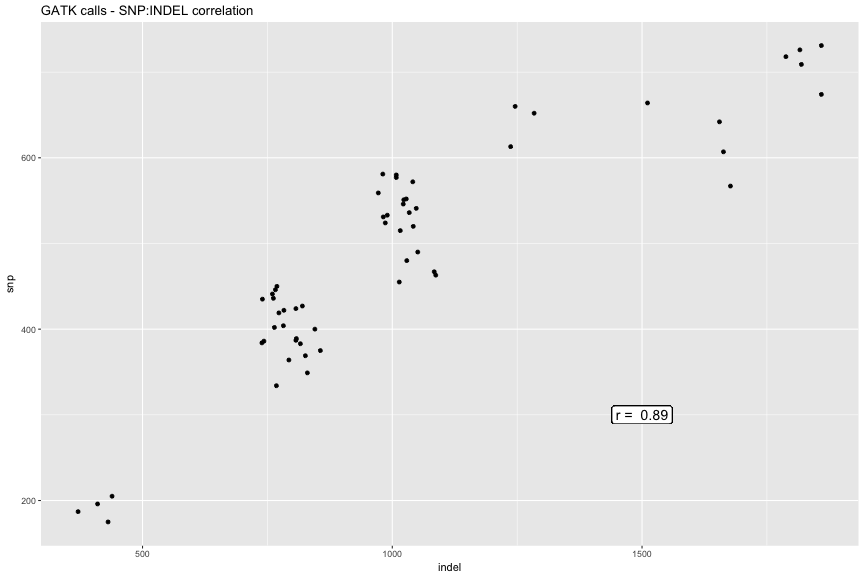 GATK calls - SNP:INDEL correlation
snp
600
400
200
r = 0.89
500
1000
1500
indel